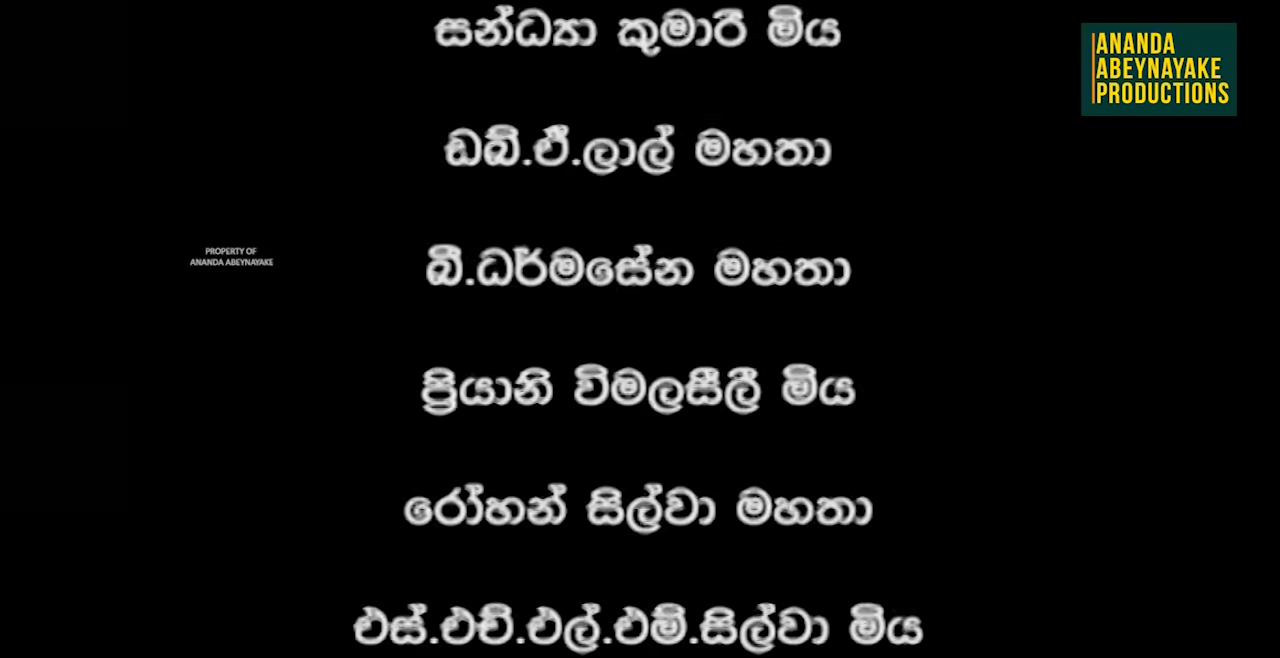 සන්ධ්‍යා කුමාරී මිය
ANANDA
ABEYNAYAKE
PRODUCTIONS
ඩබ්.ඒ.ලාල් මහතා
PROPERTY OF
ANANDA ABEYNAYAKE
බී.ධර්මසේන මහතා
ප්‍රියානි විමලසීලී මිය
රෝහන් සිල්වා මහතා
එස්.එච්.එල්.එම්.සිල්වා මිය